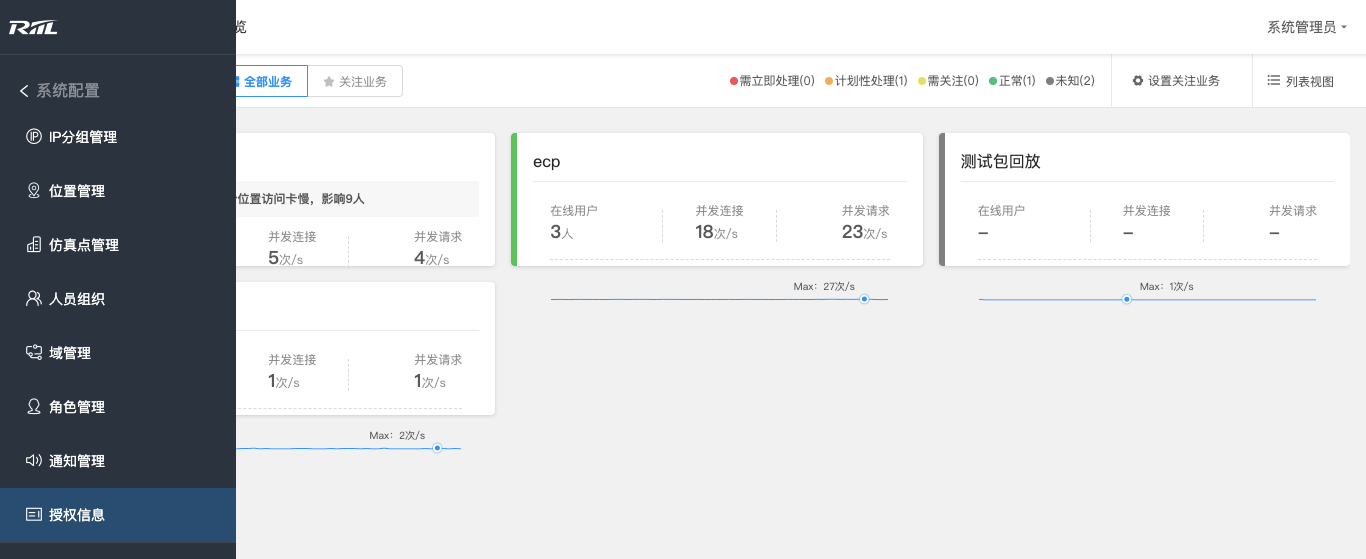 RIIL
览
系统管理员
系统配置
全部业务
关注业务
需立即处理(0)
计划性处理(1)
需关注(0)
正常(1)
未知(2)
设置关注业务
列表视图
IP分组管理
位置管理
仿真点管理
人员组织
域管理
角色管理
通知管理
授权信息
位置访问卡慢，影响9人
并发连接
并发请求
5次/s
4次/s
ecp
在线用户
并发连接
并发请求
3人
18次/s
23次/s
Max：27次/s
测试包回放
在线用户
并发连接
并发请求
–
–
–
Max：1次/s
并发连接
并发请求
1次/s
1次/s
Max：2次/s